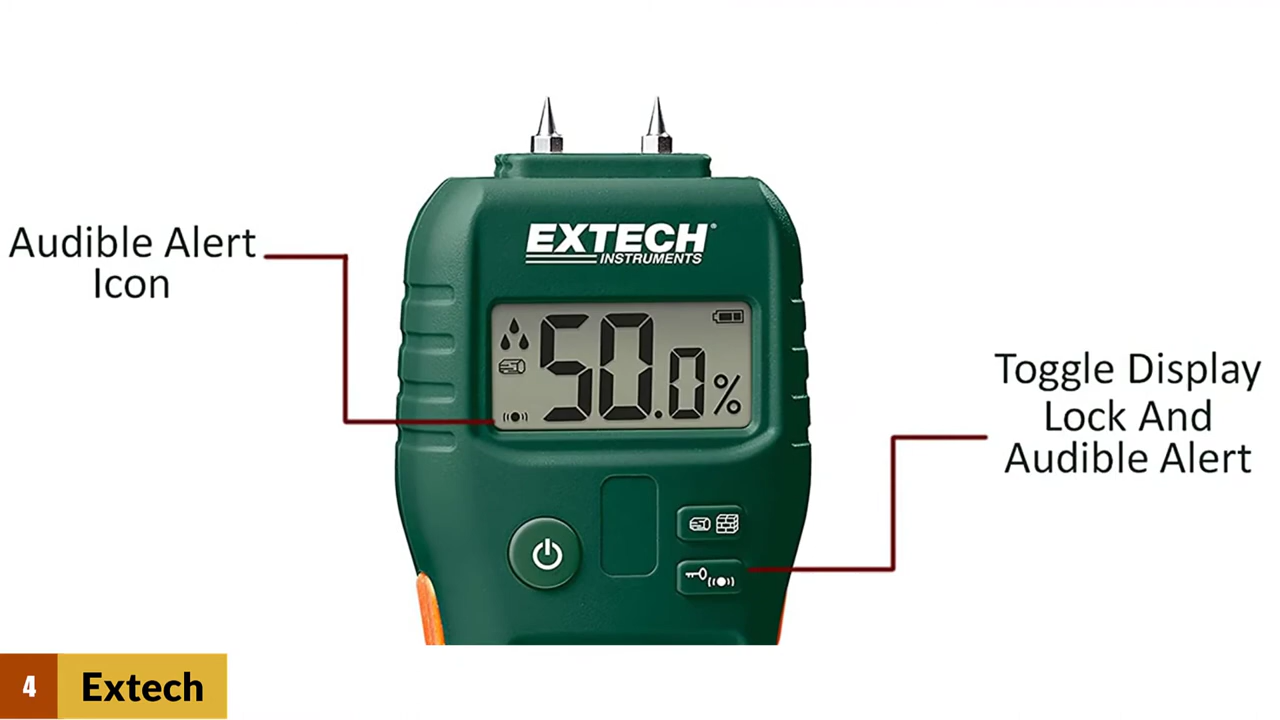 EXTECH®
INSTRUMENTS
Audible Alert
Icon
50.0%
Toggle Display
Lock And
Audible Alert
4 Extech